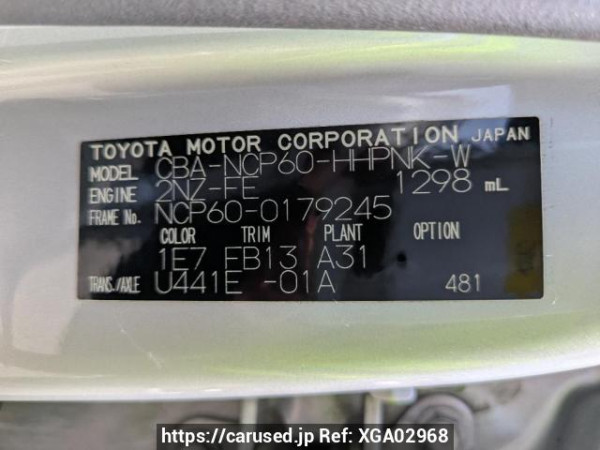 TOYOTA MOTOR CORPORATION JAPAN
MODEL CBA-NCP60-HHPNK-W
ENGINE 2NZ-FE 1298 mL
FRAME No. NCP60-0179245
COLOR TRIM PLANT OPTION
1E7 FB13 A31
TRANS./AXLE U441E -01A 481
https://carused.jp Ref: XGA02968